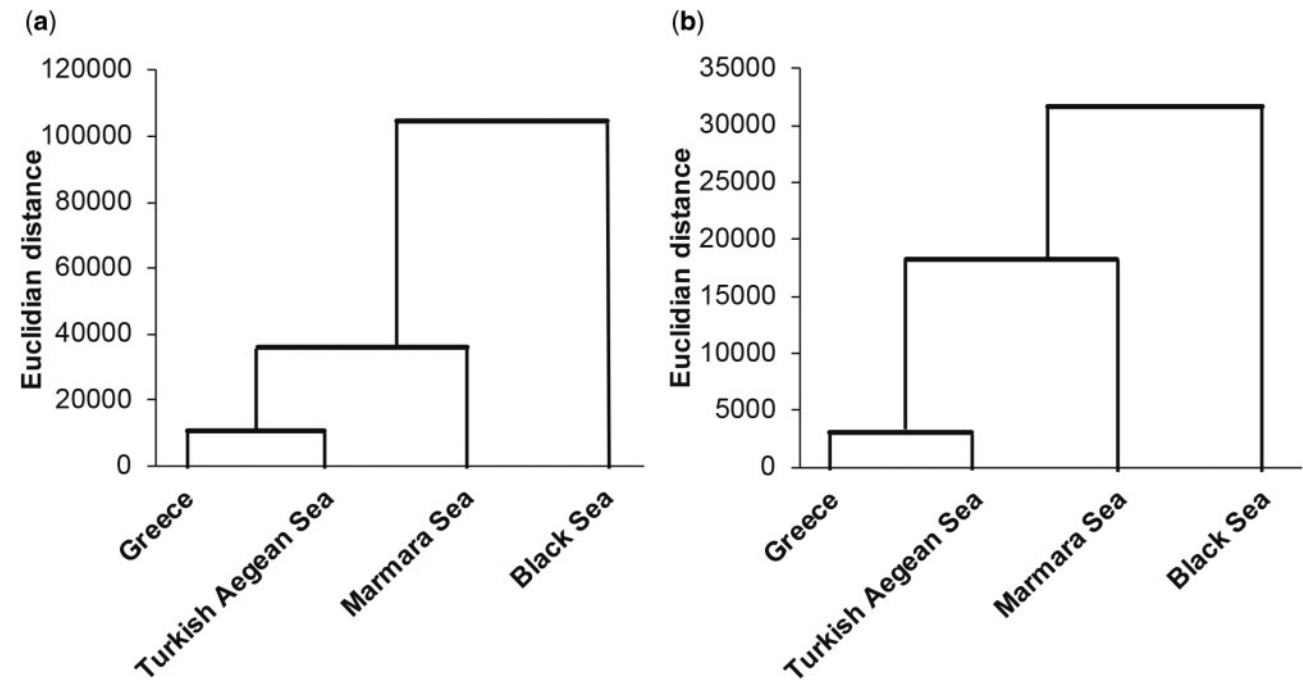 (a)
Euclidian distance
120000
100000
80000
60000
40000
20000
0
Greece
Turkish Aegean Sea
Marmara Sea
Black Sea
(b)
Euclidian distance
35000
30000
25000
20000
15000
10000
5000
0
Greece
Turkish Aegean Sea
Marmara Sea
Black Sea